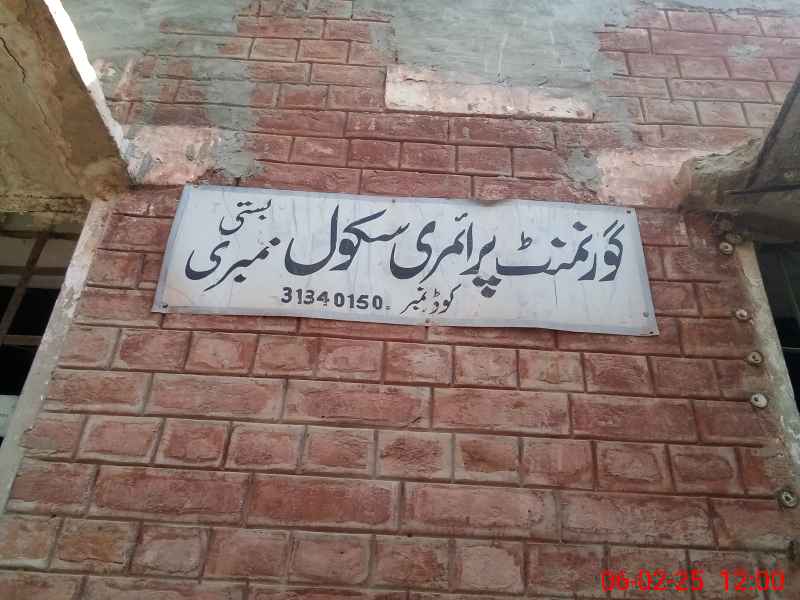 گورنمنٹ پرائمری سکول بستی نمبری
کوڈ نمبر 31340150
06-02-25 12:00